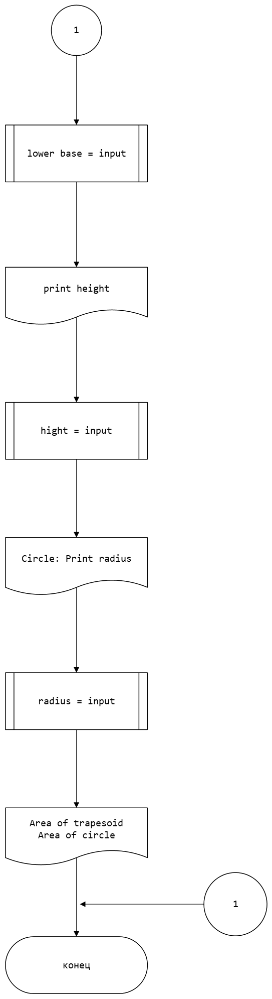 1
lower base = input
print height
hight = input
Circle: Print radius
radius = input
Area of trapesoid
Area of circle
1
конец